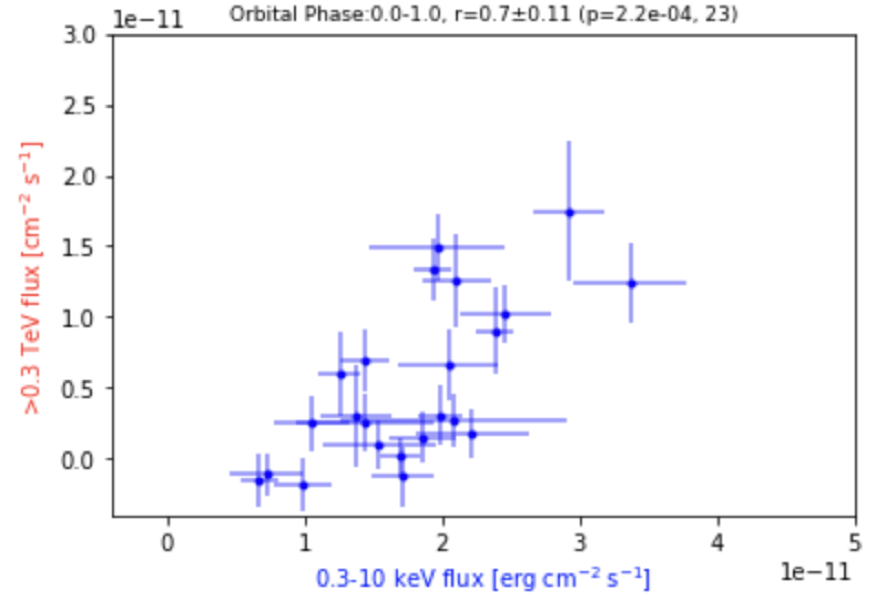 Orbital Phase:0.0-1.0, r=0.7±0.11 (p=2.2e-04, 23)
1e−11
3.0
2.5
2.0
1.5
1.0
0.5
0.0
>0.3 TeV flux [cm⁻² s⁻¹]
0 1 2 3 4 5
1e−11
0.3-10 keV flux [erg cm⁻² s⁻¹]